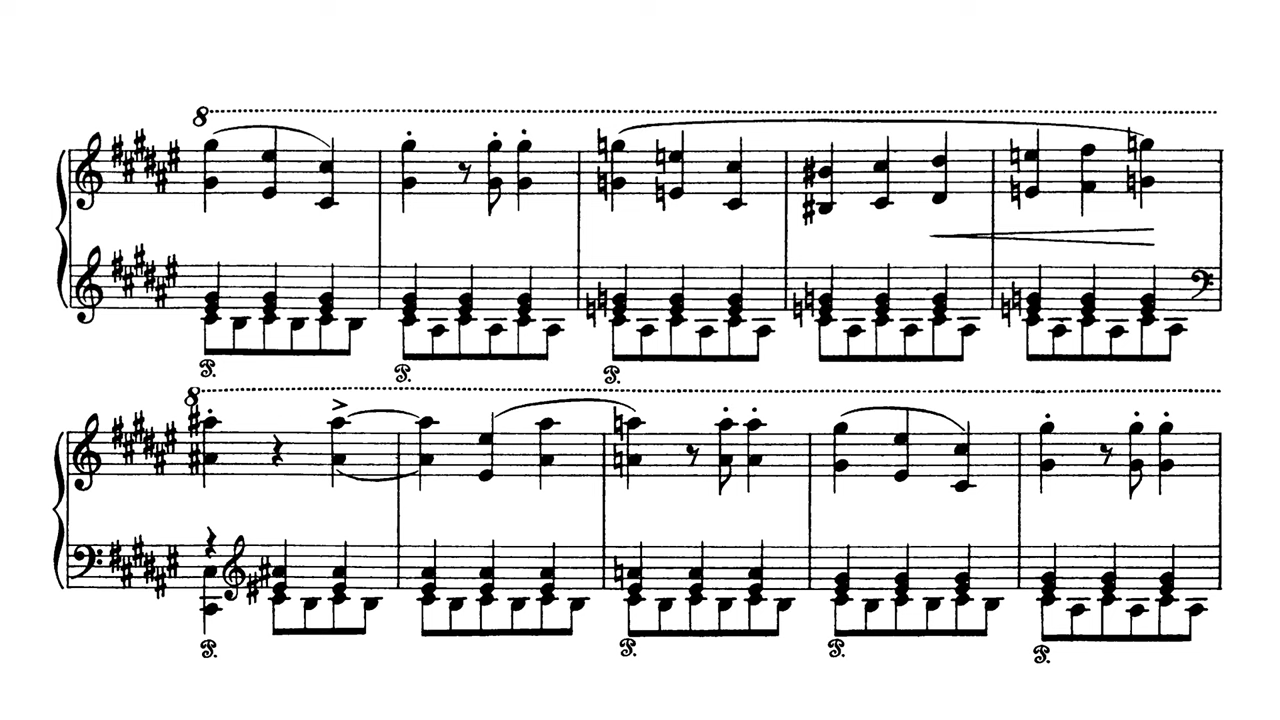 8
𝆮. 𝆮. 𝆮.
8
𝆮. 𝆮. 𝆮. 𝆮.